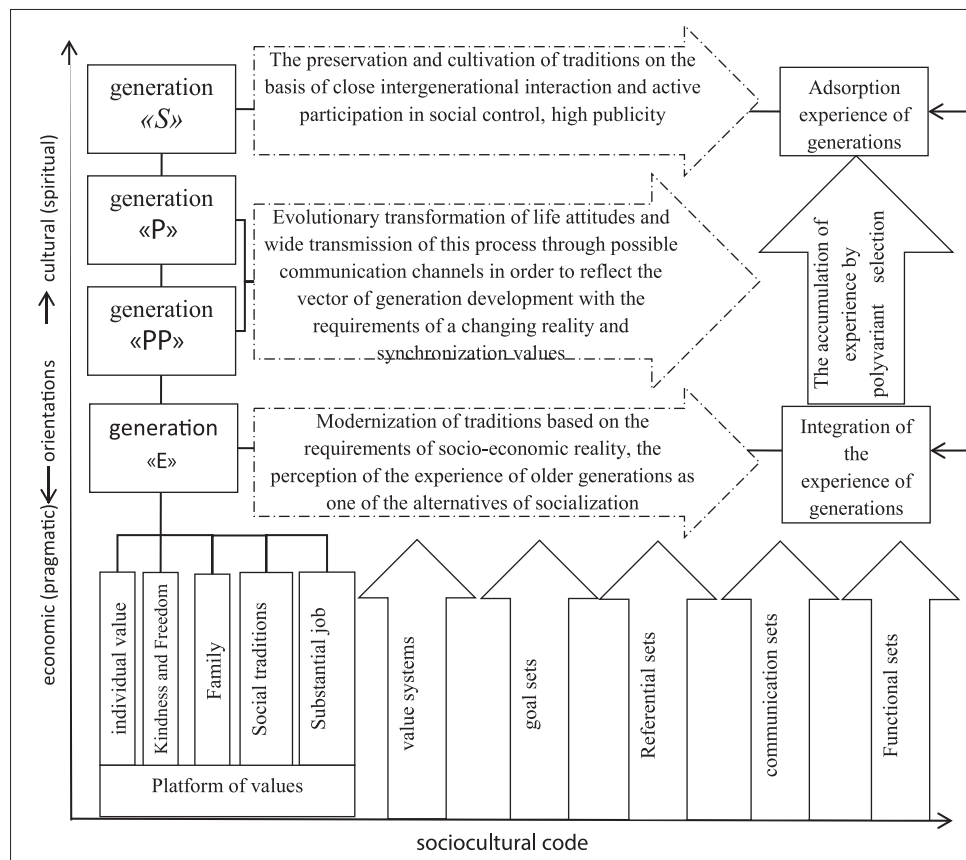 generation
«S»
The preservation and cultivation of traditions on the
basis of close intergenerational interaction and active
participation in social control, high publicity
Adsorption
experience of
generations
generation
«P»
generation
«PP»
Evolutionary transformation of life attitudes and
wide transmission of this process through possible
communication channels in order to reflect the
vector of generation development with the
requirements of a changing reality and
synchronization values
The accumulation of
experience by
polyvariant selection
generation
«E»
Modernization of traditions based on the
requirements of socio-economic reality, the
perception of the experience of older generations as
one of the alternatives of socialization
Integration of
the
experience of
generations
economic (pragmatic) orientations cultural (spiritual)
individual value
Kindness and Freedom
Family
Social traditions
Substantial job
Platform of values
value systems
goal sets
Referential sets
communication sets
Functional sets
sociocultural code